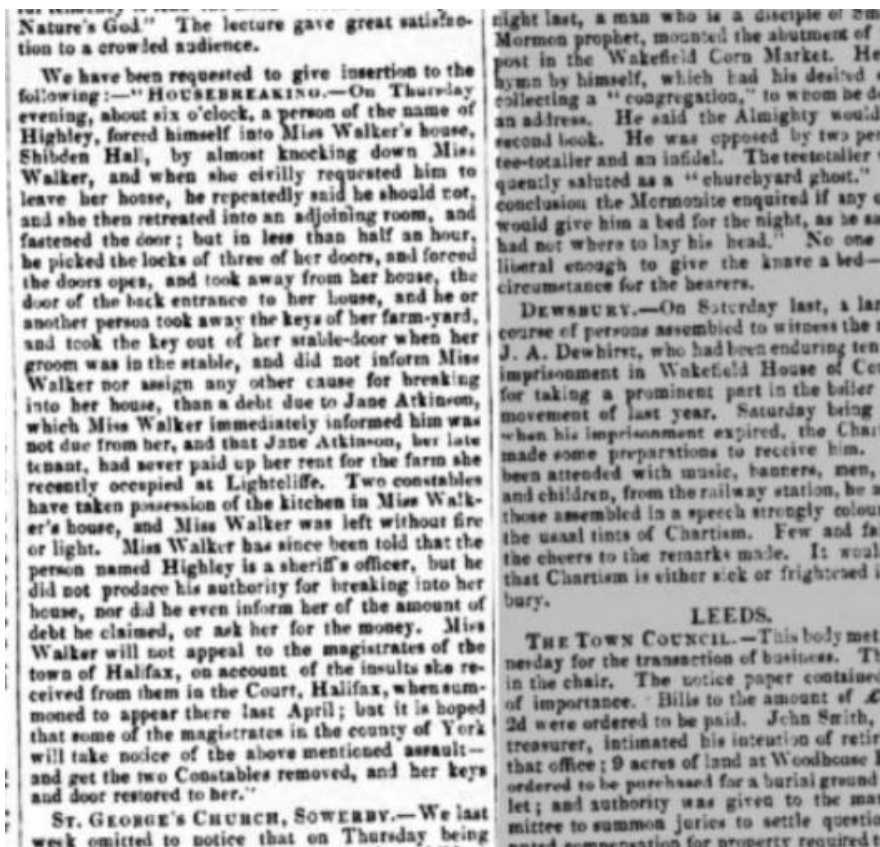 Nature's God." The lecture gave great satisfac-
tion to a crowded audience.
We have been requested to give insertion to the
following:—"HOUSEBREAKING.—On Thursday
evening, about six o'clock, a person of the name of
Highley, forced himself into Miss Walker's house,
Shibden Hall, by almost knocking down Miss
Walker, and when she civilly requested him to
leave her house, he repeatedly said he should not,
and she then retreated into an adjoining room, and
fastened the door; but in less than half an hour,
he picked the locks of three of her doors, and forced
the doors open, and took away from her house, the
door of the back entrance to her house, and he or
another person took away the keys of her farm-yard,
and took the key out of her stable-door when her
groom was in the stable, and did not inform Miss
Walker nor assign any other cause for breaking
into her house, than a debt due to Jane Atkinson,
which Miss Walker immediately informed him was
not due from her, and that Jane Atkinson, her late
tenant, had never paid up her rent for the farm she
recently occupied at Lightcliffe. Two constables
have taken possession of the kitchen in Miss Walk-
er's house, and Miss Walker was left without fire
or light. Miss Walker has since been told that the
person named Highley is a sheriff's officer, but he
did not produce his authority for breaking into her
house, nor did he even inform her of the amount of
debt he claimed, or ask her for the money. Miss
Walker will not appeal to the magistrates of the
town of Halifax, on account of the insults she re-
ceived from them in the Court, Halifax, when sum-
moned to appear there last April; but it is hoped
that some of the magistrates in the county of York
will take notice of the above mentioned assault—
and get the two Constables removed, and her keys
and door restored to her."
ST. GEORGE'S CHURCH, SOWERBY.—We last
week omitted to notice that on Thursday being
night last, a man who is a disciple of
Mormon prophet, mounted the abutment of
post in the Wakefield Corn Market. He
hymn by himself, which had his desired
collecting a "congregation," to whom he
an address. He said the Almighty would
second book. He was opposed by two
tee-totaller and an infidel. The teetotaller
quently saluted as a "churchyard ghost."
conclusion the Mormonite enquired if any
would give him a bed for the night, as he
had not where to lay his head." No one
liberal enough to give the knave a bed—
circumstance for the hearers.
DEWSBURY.—On Saturday last, a
course of persons assembled to witness the
J. A. Dewhirst, who had been enduring ten
imprisonment in Wakefield House of
for taking a prominent part in the
movement of last year. Saturday being
when his imprisonment expired, the
made some preparations to receive him.
been attended with music, banners, men,
and children, from the railway station, he
those assembled in a speech strongly
the usual tints of Chartism. Few and
the cheers to the remarks made. It
that Chartism is either sick or frightened
bury.
LEEDS.
THE TOWN COUNCIL.—This body met
nesday for the transaction of business.
in the chair. The notice paper contained
of importance. Bills to the amount of £
2d were ordered to be paid. John Smith,
treasurer, intimated his intention of
that office; 9 acres of land at Woodhouse
ordered to be purchased for a burial ground
let; and authority was given to the
mittee to summon juries to settle
compensation for property required